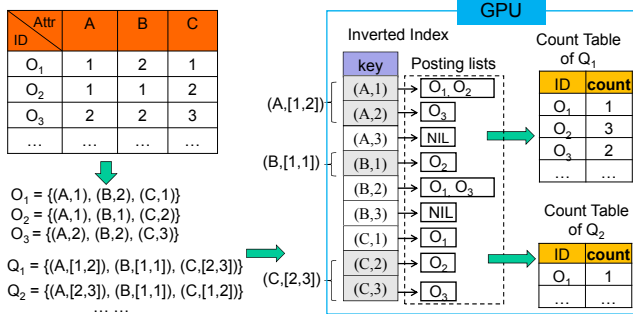 Attr
ID
A B C
O1 1 2 1
O2 1 1 2
O3 2 2 3
... ... ... ...
O1 = {(A,1), (B,2), (C,1)}
O2 = {(A,1), (B,1), (C,2)}
O3 = {(A,2), (B,2), (C,3)}
Q1 = {(A,[1,2]), (B,[1,1]), (C,[2,3])}
Q2 = {(A,[2,3]), (B,[1,1]), (C,[1,2])}
... ...
(A,[1,2])
(B,[1,1])
(C,[2,3])
GPU
Inverted Index
key Posting lists
(A,1) O1, O2
(A,2) O3
(A,3) NIL
(B,1) O2
(B,2) O1, O3
(B,3) NIL
(C,1) O1
(C,2) O2
(C,3) O3
Count Table
of Q1
ID count
O1 1
O2 3
O3 2
... ...
Count Table
of Q2
ID count
O1 1
... ...